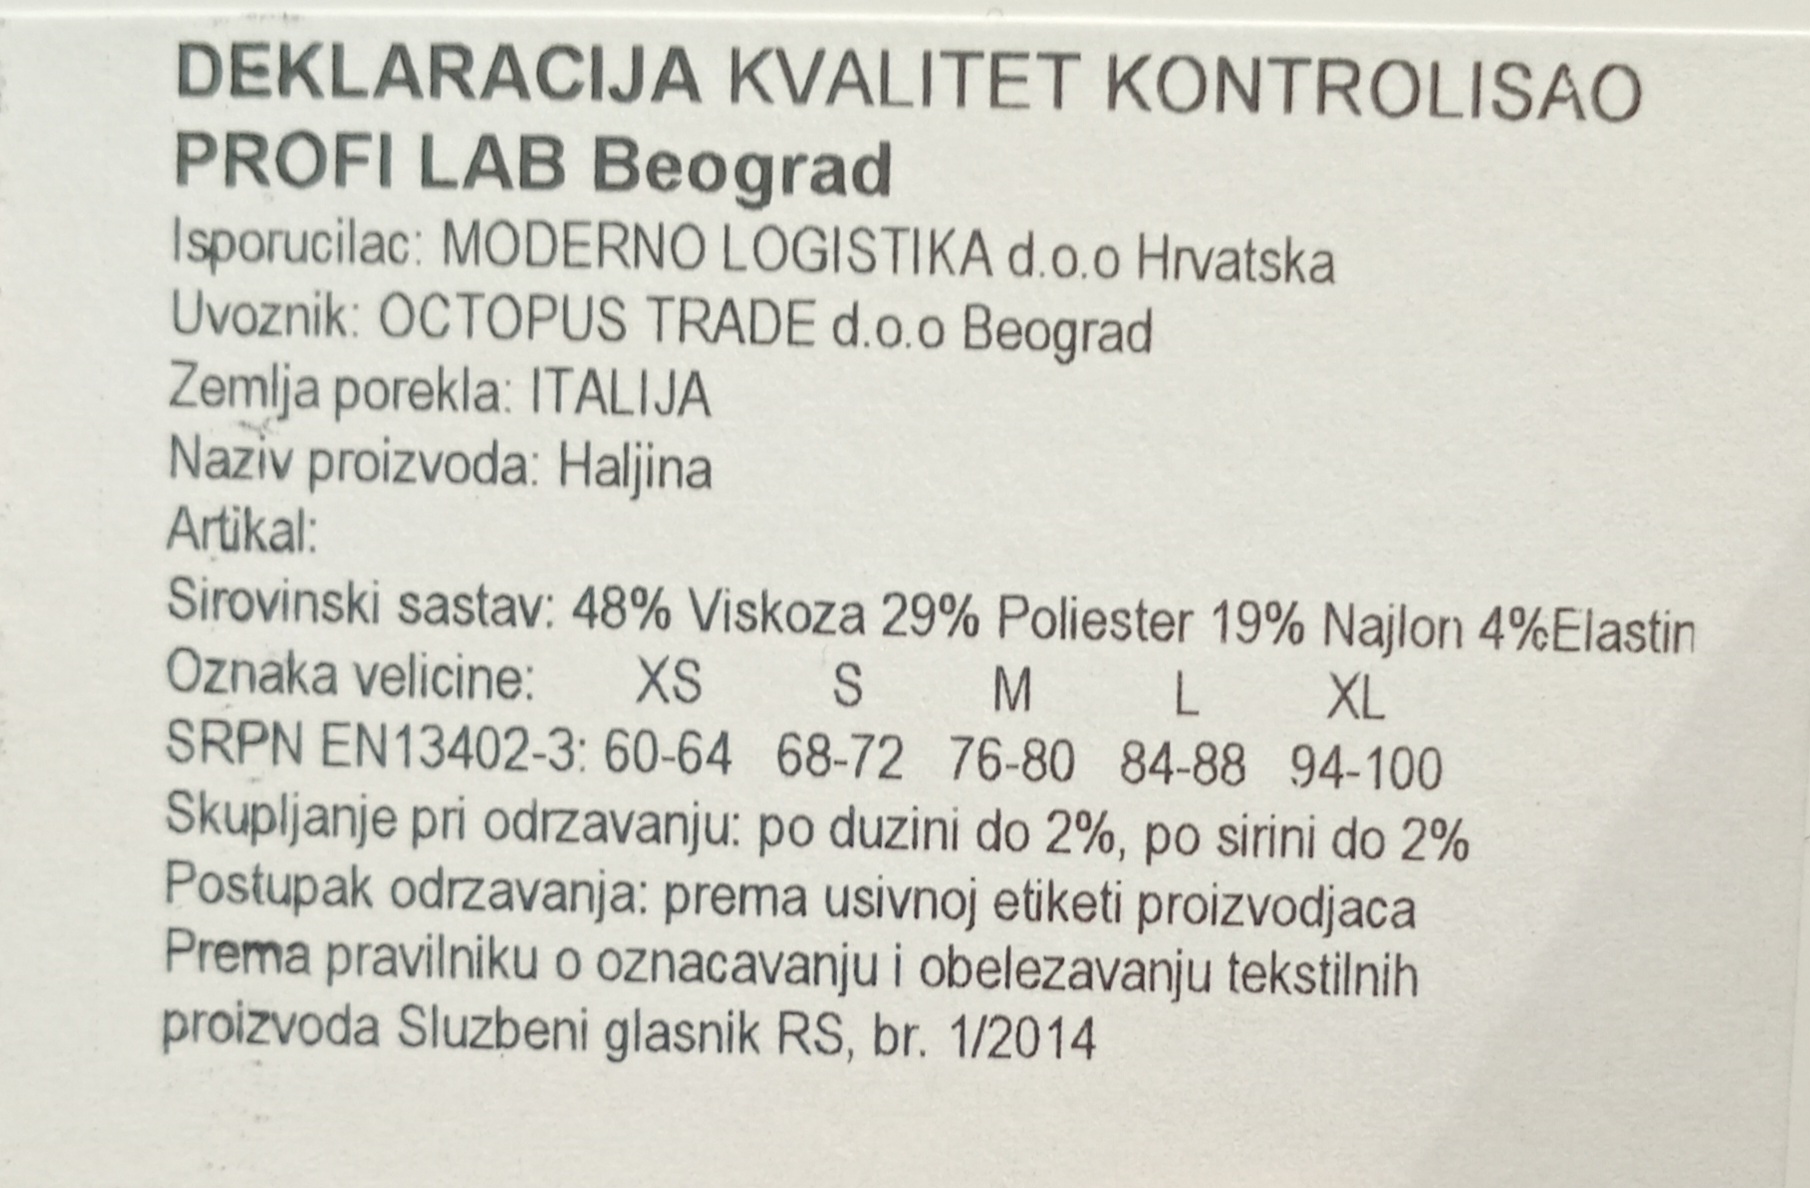 DEKLARACIJA KVALITET KONTROLISAO
PROFI LAB Beograd
Isporucilac: MODERNO LOGISTIKA d.o.o Hrvatska
Uvoznik: OCTOPUS TRADE d.o.o Beograd
Zemlja porekla: ITALIJA
Naziv proizvoda: Haljina
Artikal:
Sirovinski sastav: 48% Viskoza 29% Poliester 19% Najlon 4%Elastin
Oznaka velicine: XS S M L XL
SRPN EN13402-3: 60-64 68-72 76-80 84-88 94-100
Skupljanje pri odrzavanju: po duzini do 2%, po sirini do 2%
Postupak odrzavanja: prema usivnoj etiketi proizvodjaca
Prema pravilniku o oznacavanju i obelezavanju tekstilnih
proizvoda Sluzbeni glasnik RS, br. 1/2014